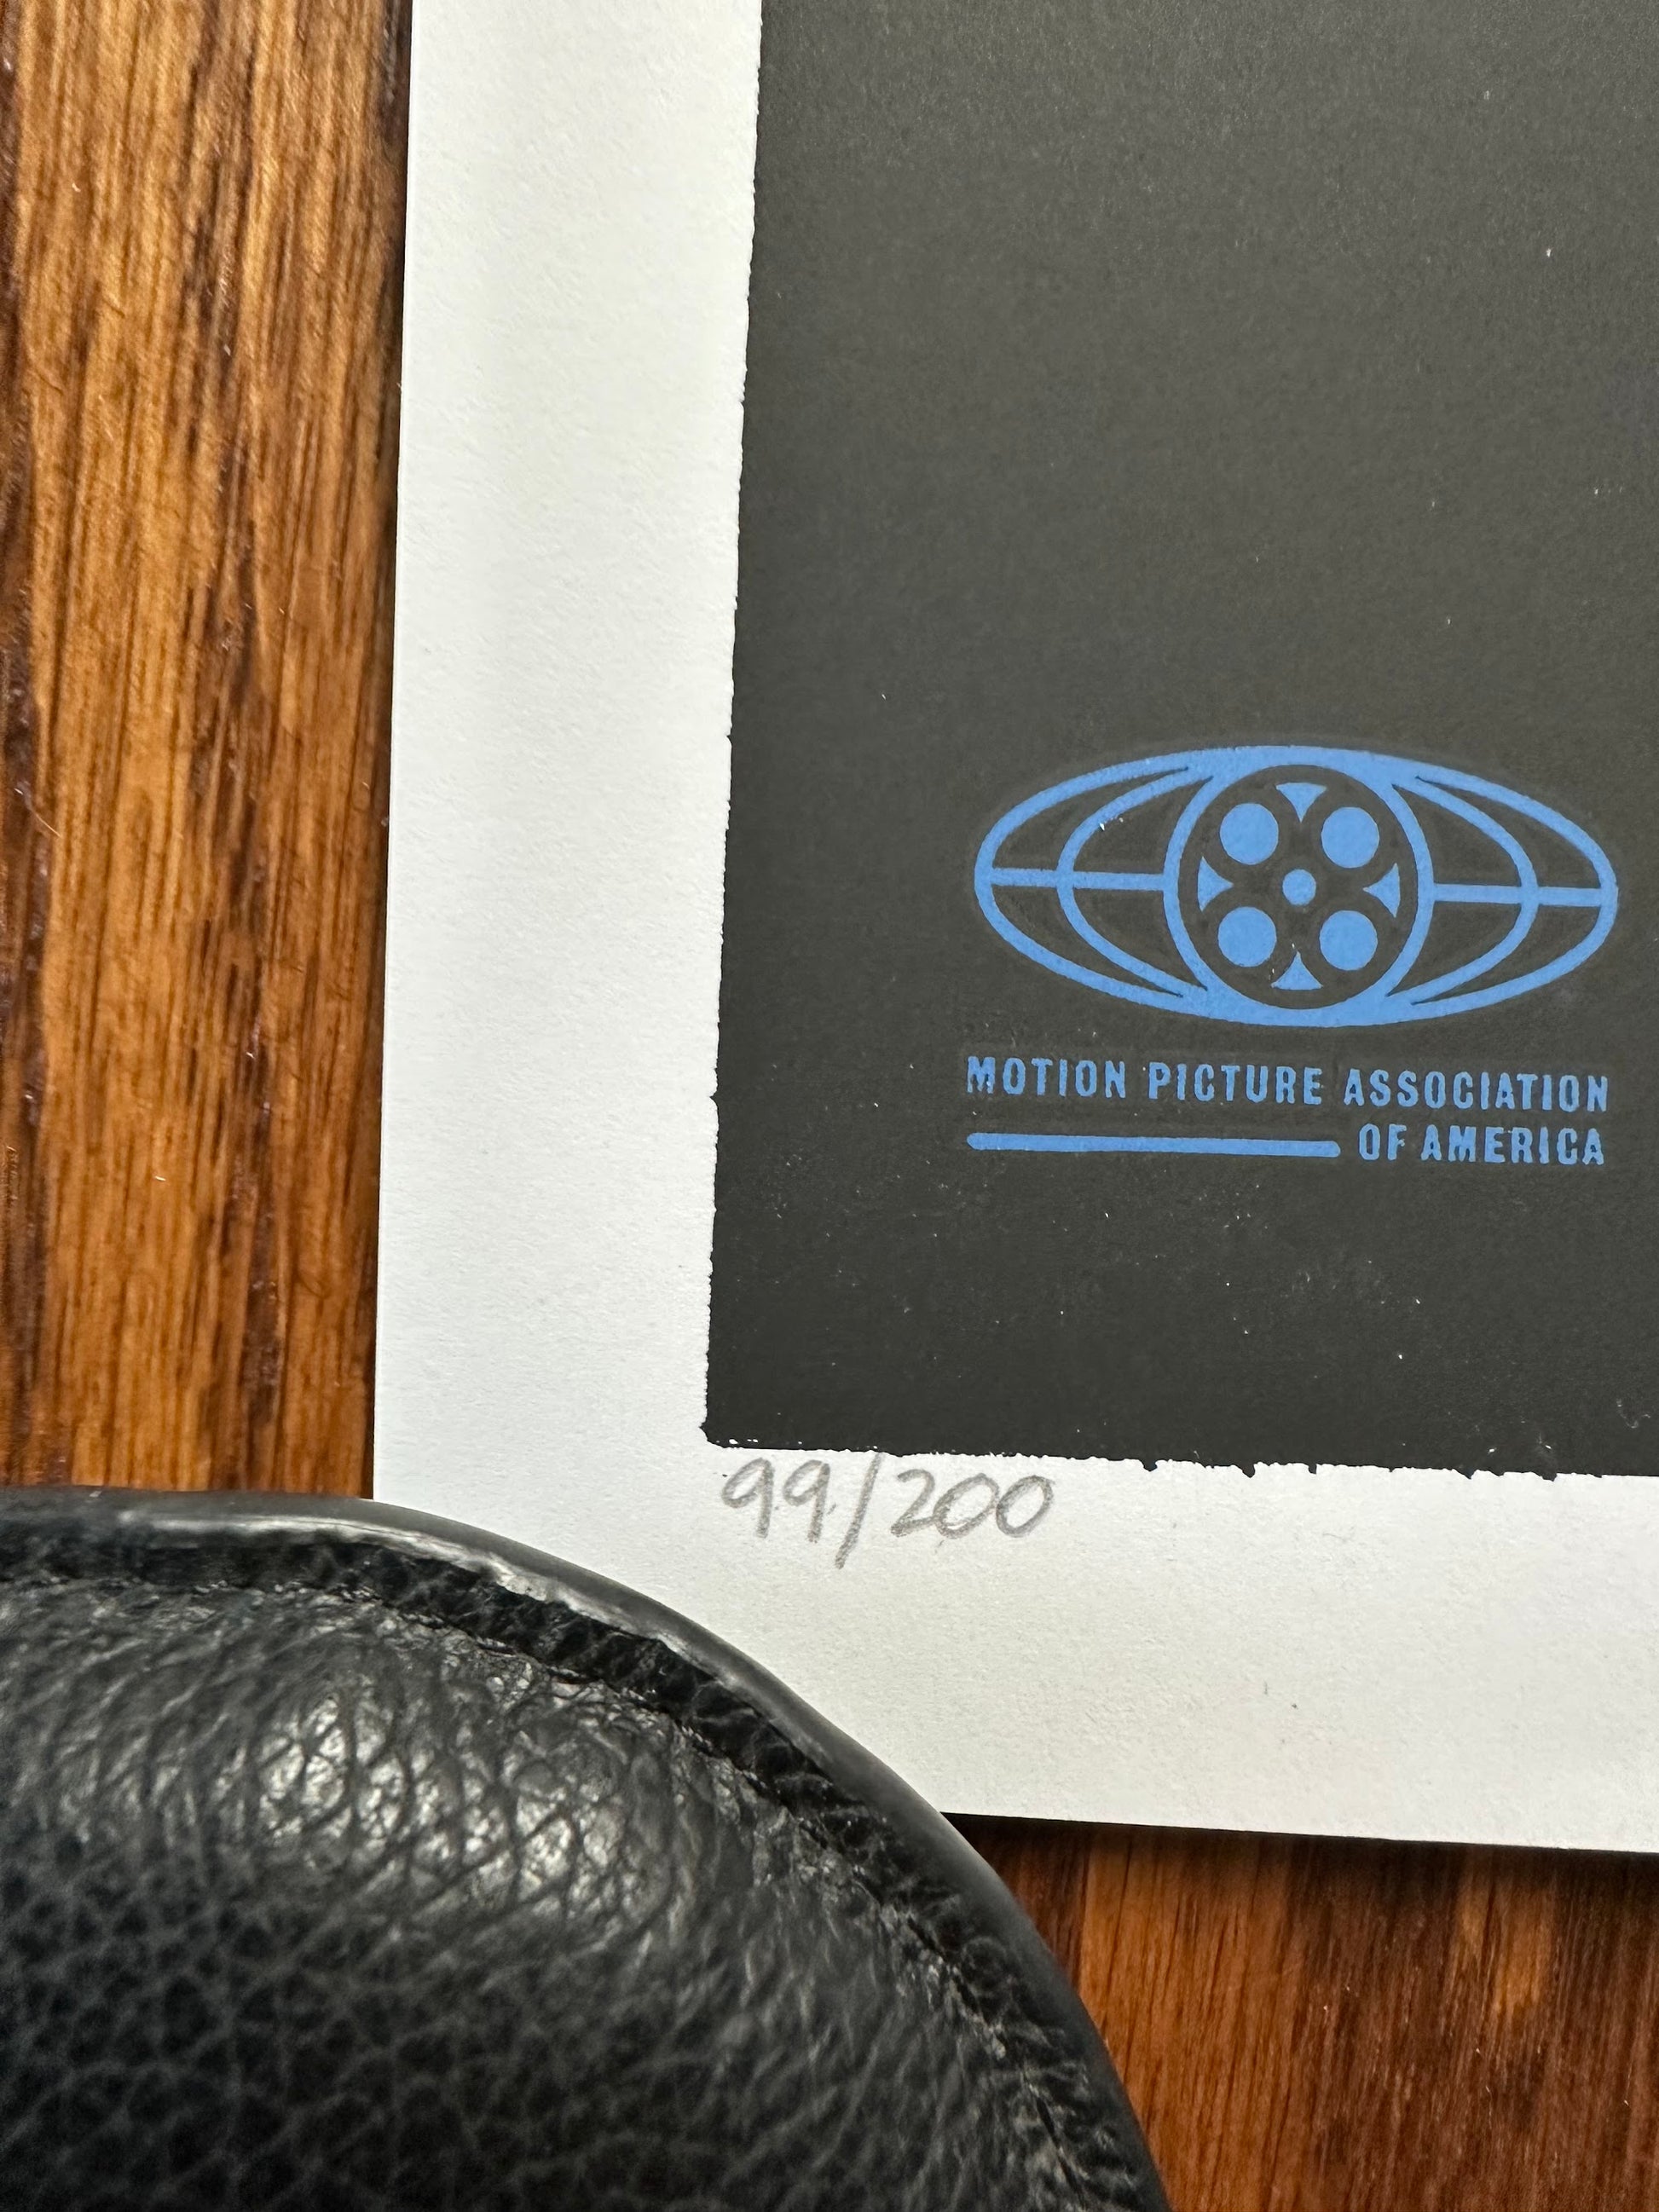 MOTION PICTURE ASSOCIATION
OF AMERICA
99/200